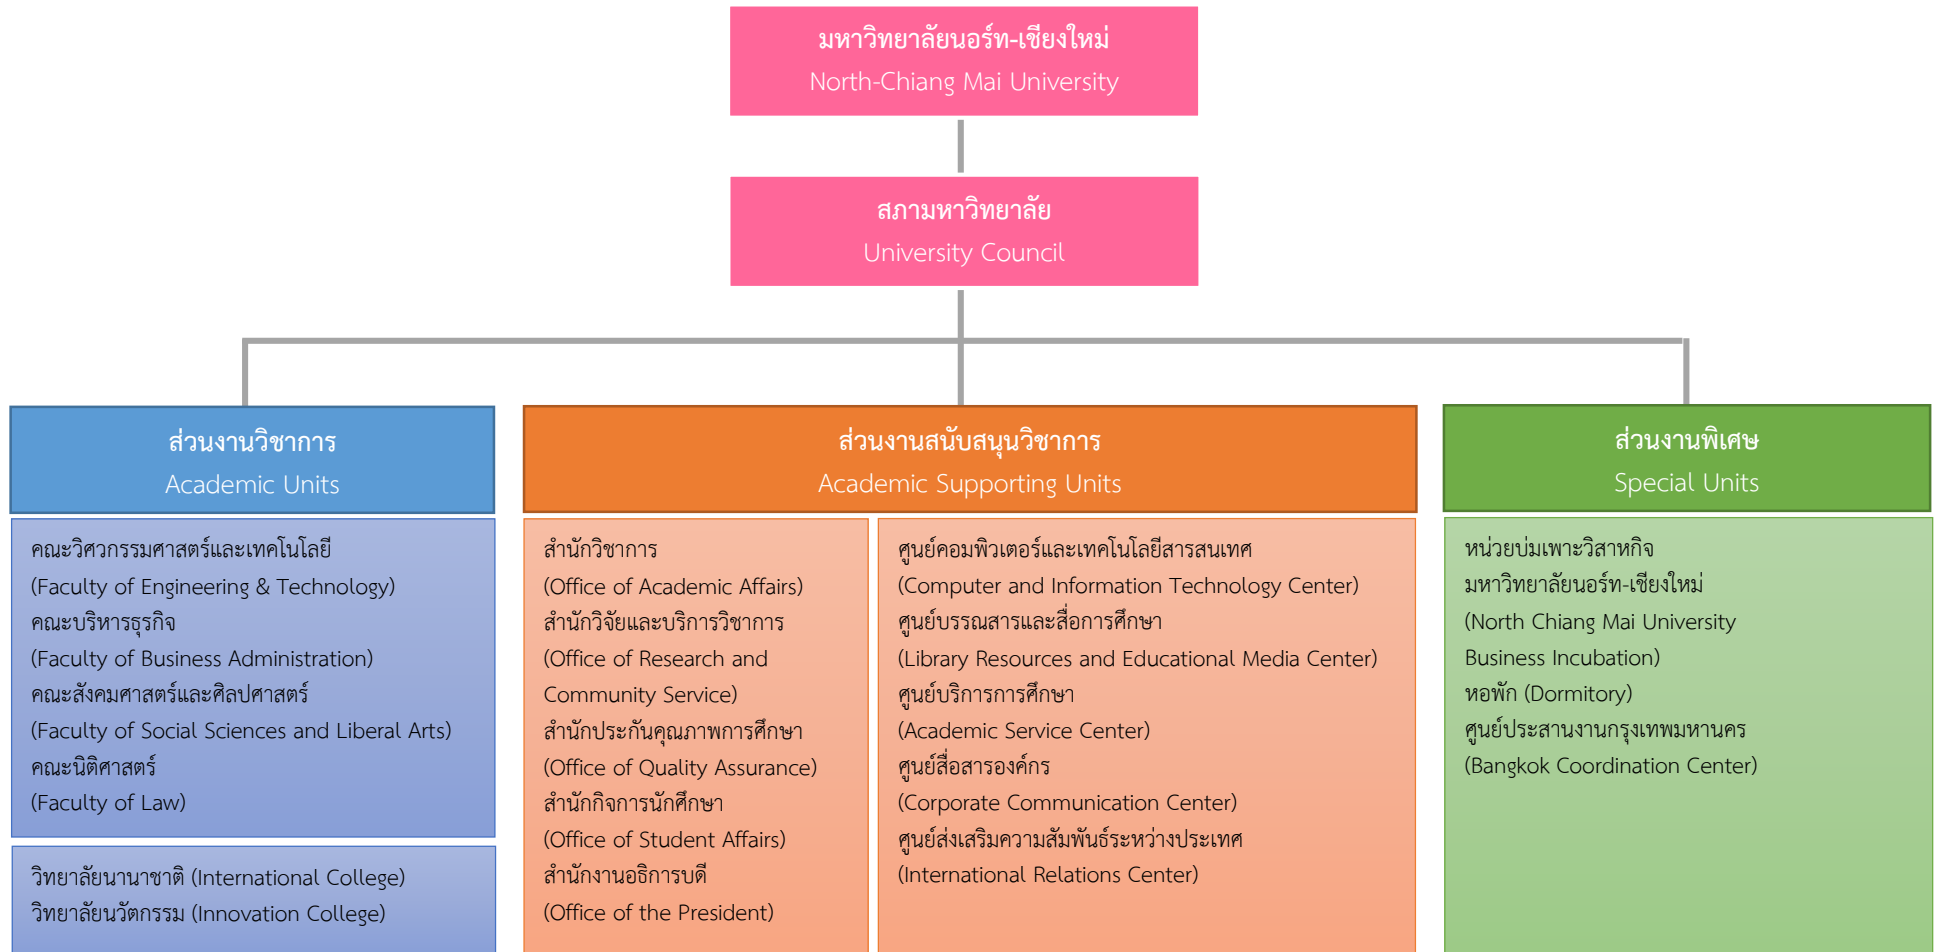 มหาวิทยาลัยนอร์ท-เชียงใหม่
North-Chiang Mai University
สภามหาวิทยาลัย
University Council
ส่วนงานวิชาการ
Academic Units
คณะวิศวกรรมศาสตร์และเทคโนโลยี
(Faculty of Engineering & Technology)
คณะบริหารธุรกิจ
(Faculty of Business Administration)
คณะสังคมศาสตร์และศิลปศาสตร์
(Faculty of Social Sciences and Liberal Arts)
คณะนิติศาสตร์
(Faculty of Law)
วิทยาลัยนานาชาติ (International College)
วิทยาลัยนวัตกรรม (Innovation College)
ส่วนงานสนับสนุนวิชาการ
Academic Supporting Units
สำนักวิชาการ
(Office of Academic Affairs)
สำนักวิจัยและบริการวิชาการ
(Office of Research and
Community Service)
สำนักประกันคุณภาพการศึกษา
(Office of Quality Assurance)
สำนักกิจการนักศึกษา
(Office of Student Affairs)
สำนักงานอธิการบดี
(Office of the President)
ศูนย์คอมพิวเตอร์และเทคโนโลยีสารสนเทศ
(Computer and Information Technology Center)
ศูนย์บรรณสารและสื่อการศึกษา
(Library Resources and Educational Media Center)
ศูนย์บริการการศึกษา
(Academic Service Center)
ศูนย์สื่อสารองค์กร
(Corporate Communication Center)
ศูนย์ส่งเสริมความสัมพันธ์ระหว่างประเทศ
(International Relations Center)
ส่วนงานพิเศษ
Special Units
หน่วยบ่มเพาะวิสาหกิจ
มหาวิทยาลัยนอร์ท-เชียงใหม่
(North Chiang Mai University
Business Incubation)
หอพัก (Dormitory)
ศูนย์ประสานงานกรุงเทพมหานคร
(Bangkok Coordination Center)